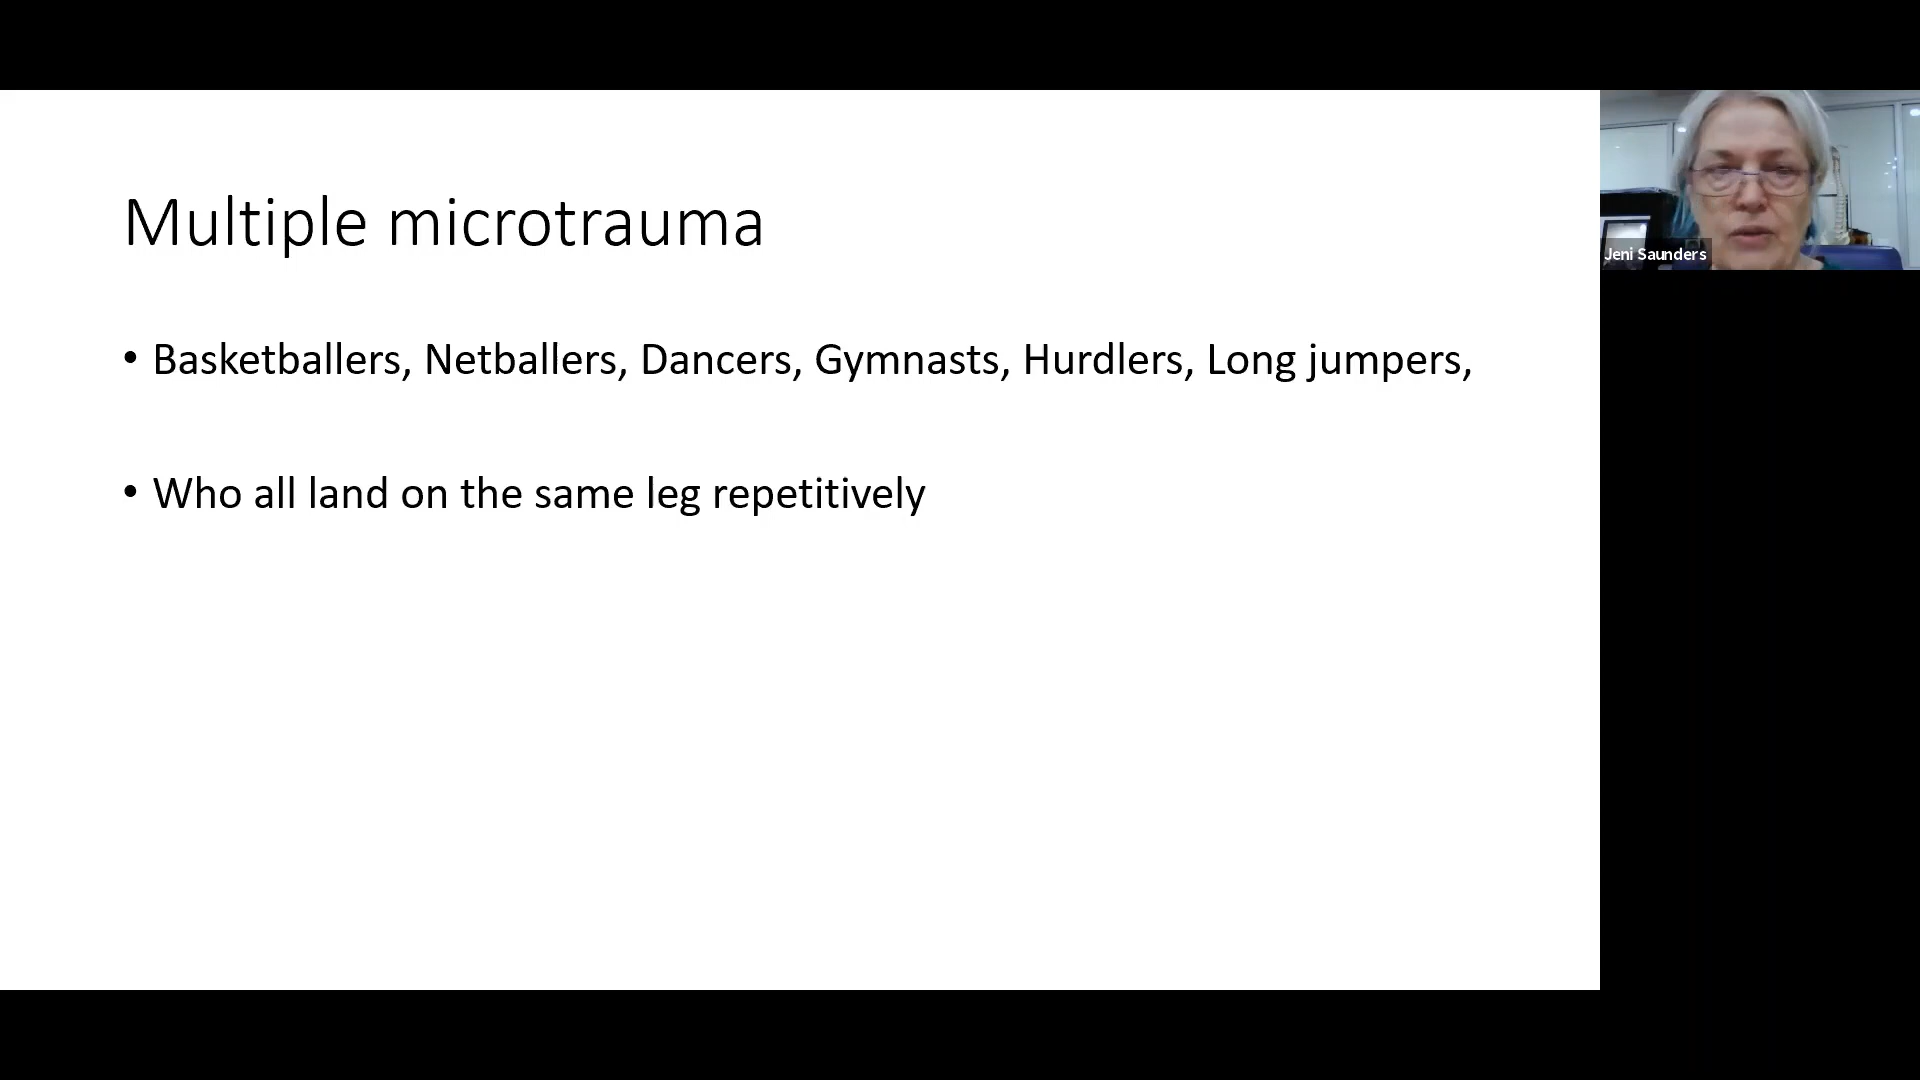 Multiple microtrauma
• Basketballers, Netballers, Dancers, Gymnasts, Hurdlers, Long jumpers,
• Who all land on the same leg repetitively
Jeni Saunders